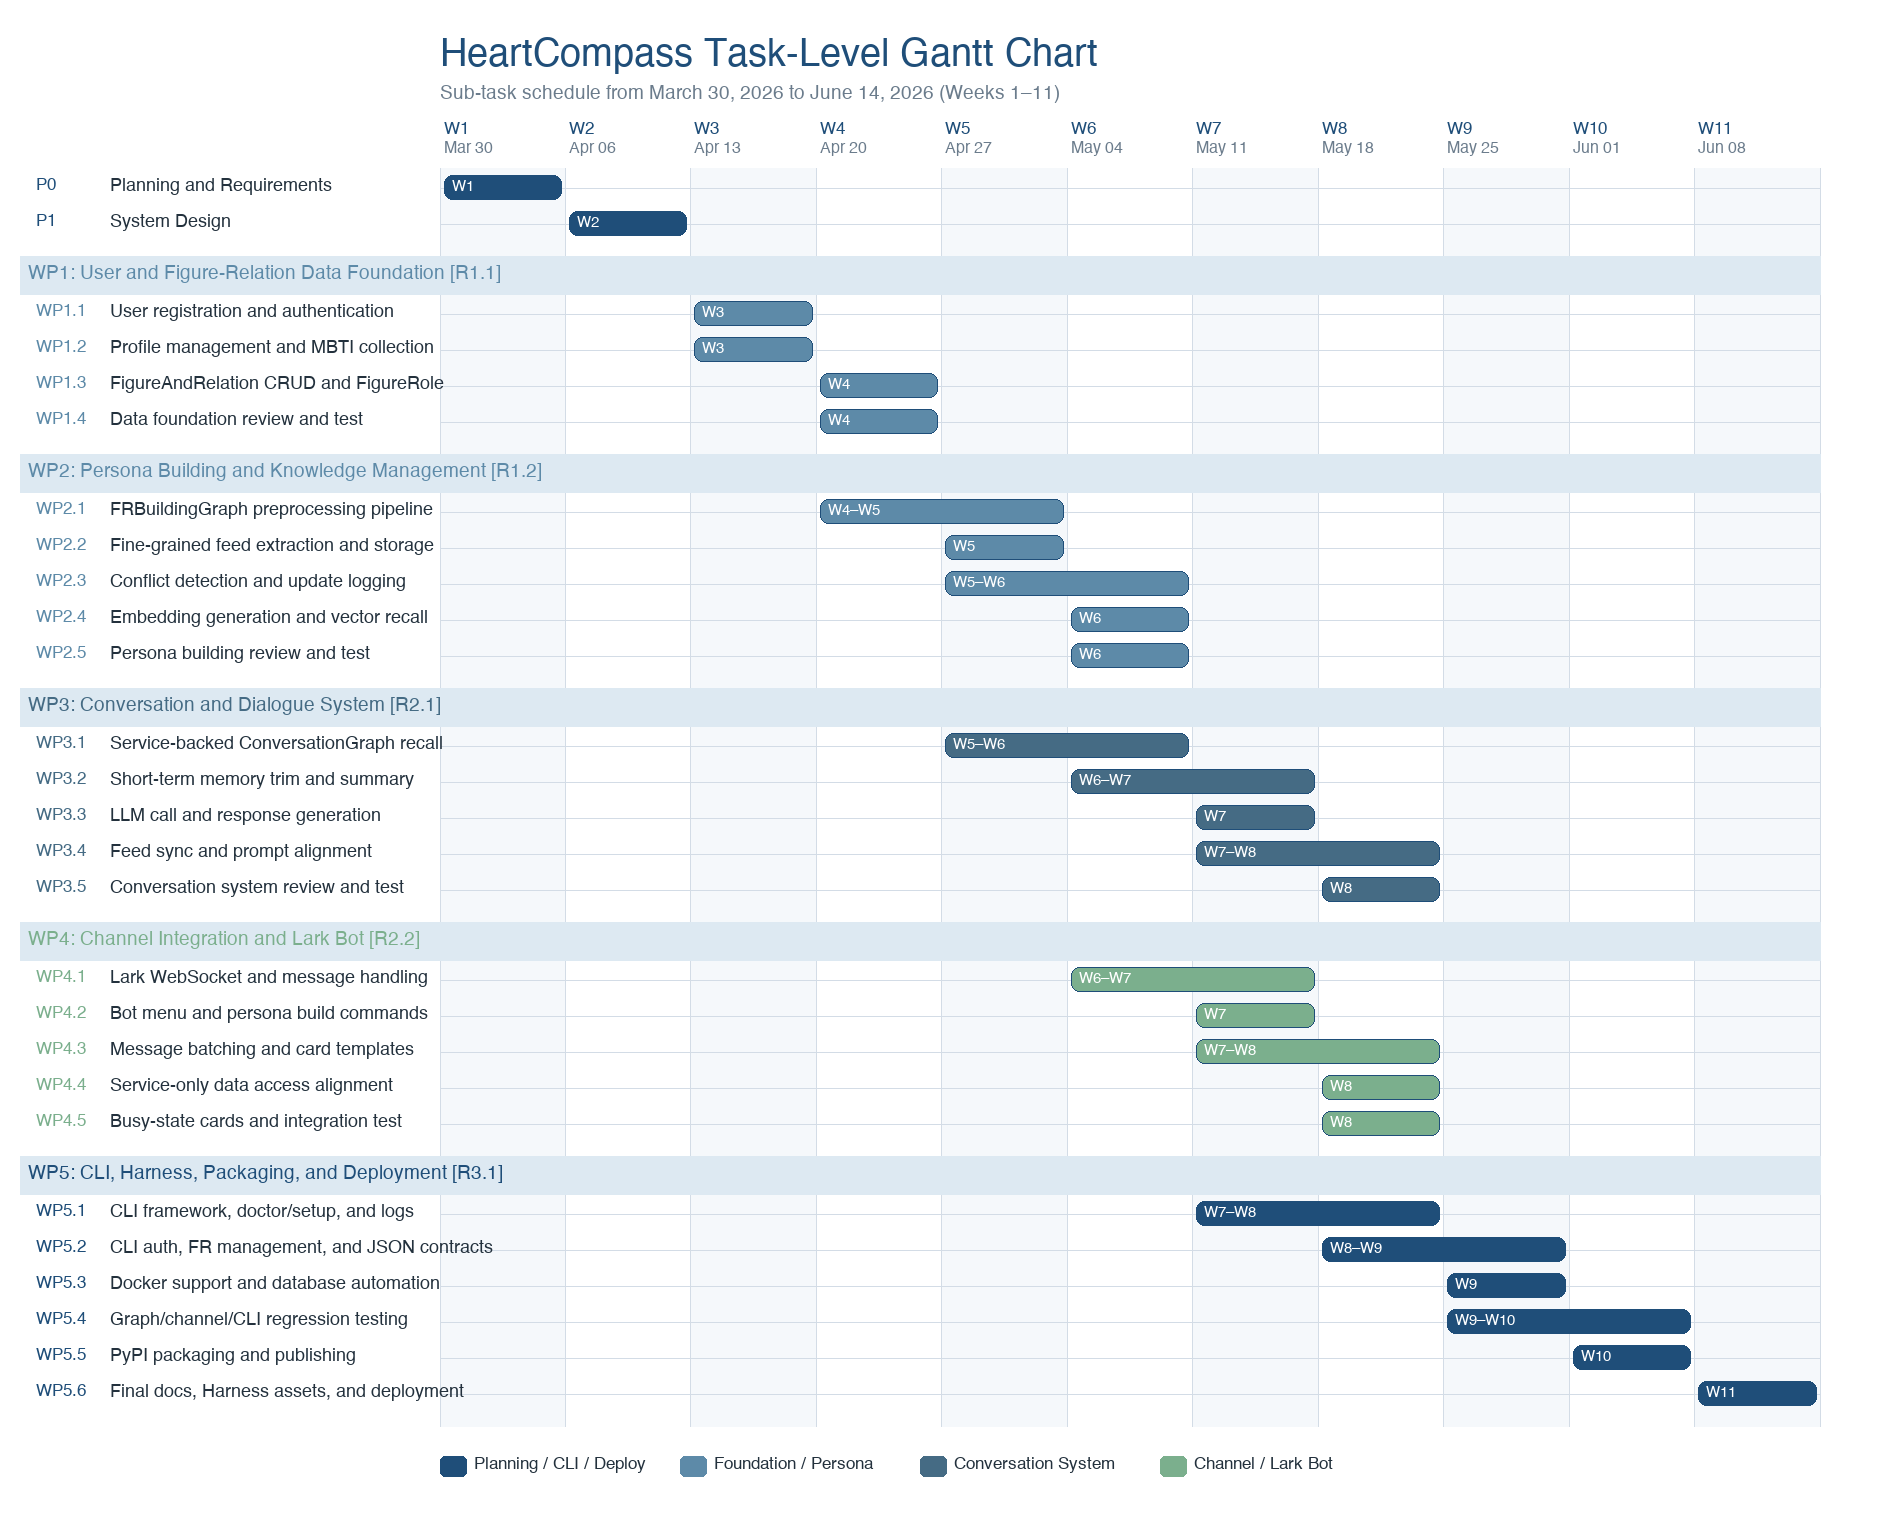 HeartCompass Task-Level Gantt Chart
Sub-task schedule from March 30, 2026 to June 14, 2026 (Weeks 1–11)
W1 W2 W3 W4 W5 W6 W7 W8 W9 W10 W11
Mar 30 Apr 06 Apr 13 Apr 20 Apr 27 May 04 May 11 May 18 May 25 Jun 01 Jun 08
P0 Planning and Requirements W1
P1 System Design W2
WP1: User and Figure-Relation Data Foundation [R1.1]
WP1.1 User registration and authentication W3
WP1.2 Profile management and MBTI collection W3
WP1.3 FigureAndRelation CRUD and FigureRole W4
WP1.4 Data foundation review and test W4
WP2: Persona Building and Knowledge Management [R1.2]
WP2.1 FRBuildingGraph preprocessing pipeline W4–W5
WP2.2 Fine-grained feed extraction and storage W5
WP2.3 Conflict detection and update logging W5–W6
WP2.4 Embedding generation and vector recall W6
WP2.5 Persona building review and test W6
WP3: Conversation and Dialogue System [R2.1]
WP3.1 Service-backed ConversationGraph recall W5–W6
WP3.2 Short-term memory trim and summary W6–W7
WP3.3 LLM call and response generation W7
WP3.4 Feed sync and prompt alignment W7–W8
WP3.5 Conversation system review and test W8
WP4: Channel Integration and Lark Bot [R2.2]
WP4.1 Lark WebSocket and message handling W6–W7
WP4.2 Bot menu and persona build commands W7
WP4.3 Message batching and card templates W7–W8
WP4.4 Service-only data access alignment W8
WP4.5 Busy-state cards and integration test W8
WP5: CLI, Harness, Packaging, and Deployment [R3.1]
WP5.1 CLI framework, doctor/setup, and logs W7–W8
WP5.2 CLI auth, FR management, and JSON contracts W8–W9
WP5.3 Docker support and database automation W9
WP5.4 Graph/channel/CLI regression testing W9–W10
WP5.5 PyPI packaging and publishing W10
WP5.6 Final docs, Harness assets, and deployment W11
Planning / CLI / Deploy Foundation / Persona Conversation System Channel / Lark Bot